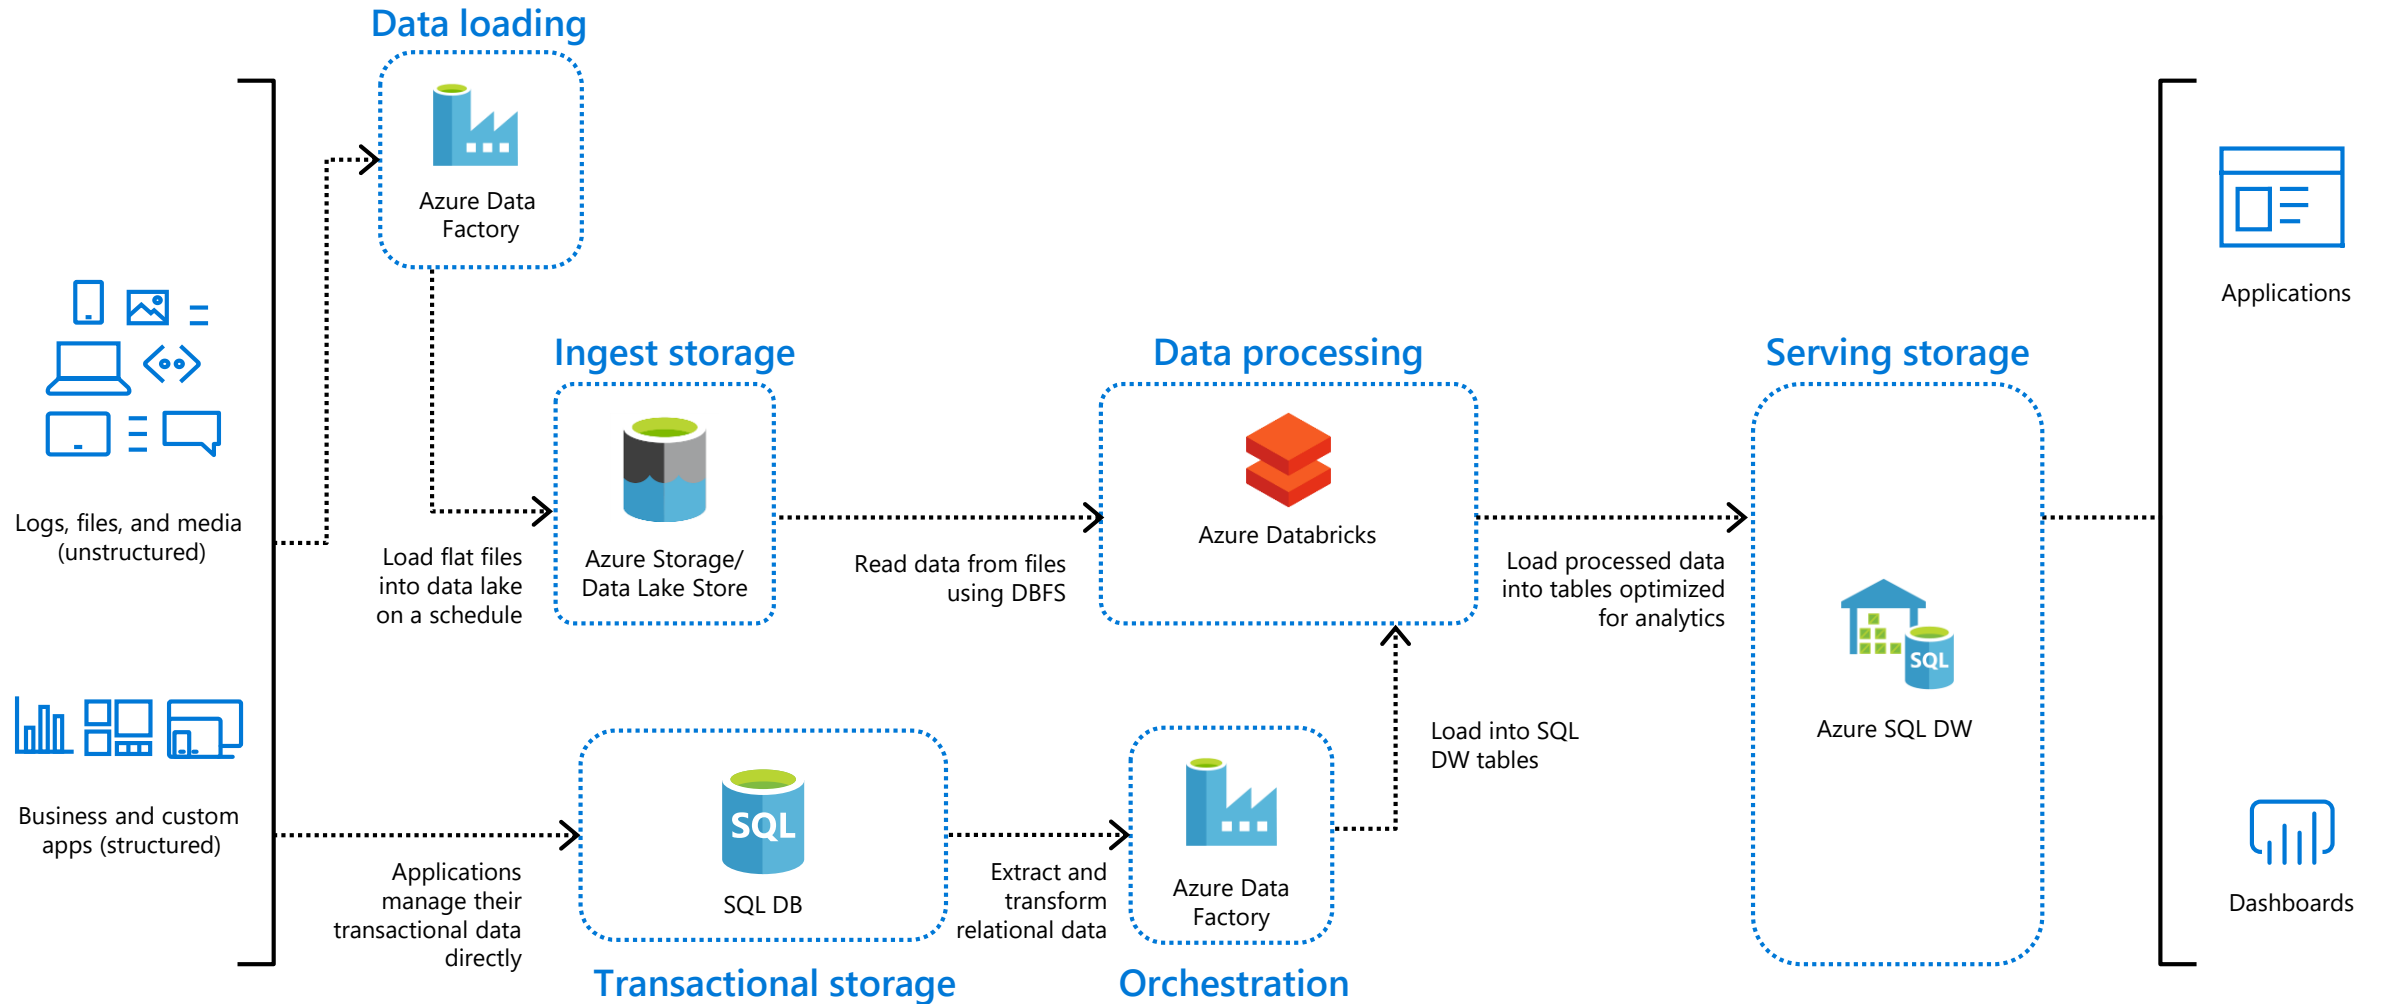 Data loading
Azure Data
Factory
Logs, files, and media
(unstructured)
Load flat files
into data lake
on a schedule
Ingest storage
Azure Storage/
Data Lake Store
Read data from files
using DBFS
Data processing
Azure Databricks
Load processed data
into tables optimized
for analytics
Serving storage
SQL
Azure SQL DW
Applications
Dashboards
Business and custom
apps (structured)
Applications
manage their
transactional data
directly
SQL
SQL DB
Transactional storage
Extract and
transform
relational data
Azure Data
Factory
Orchestration
Load into SQL
DW tables